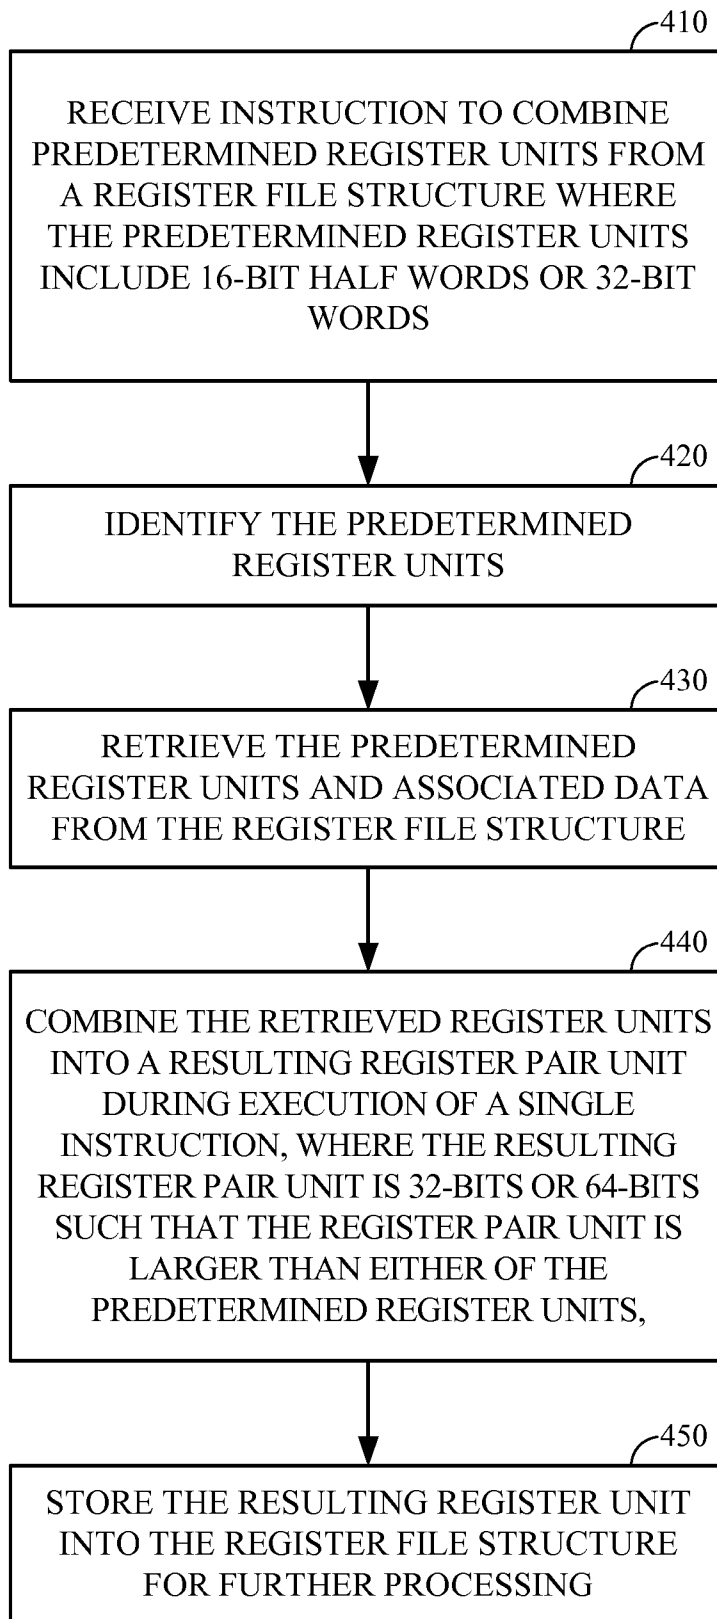 410
RECEIVE INSTRUCTION TO COMBINE
PREDETERMINED REGISTER UNITS FROM
A REGISTER FILE STRUCTURE WHERE
THE PREDETERMINED REGISTER UNITS
INCLUDE 16-BIT HALF WORDS OR 32-BIT
WORDS
420
IDENTIFY THE PREDETERMINED
REGISTER UNITS
430
RETRIEVE THE PREDETERMINED
REGISTER UNITS AND ASSOCIATED DATA
FROM THE REGISTER FILE STRUCTURE
440
COMBINE THE RETRIEVED REGISTER UNITS
INTO A RESULTING REGISTER PAIR UNIT
DURING EXECUTION OF A SINGLE
INSTRUCTION, WHERE THE RESULTING
REGISTER PAIR UNIT IS 32-BITS OR 64-BITS
SUCH THAT THE REGISTER PAIR UNIT IS
LARGER THAN EITHER OF THE
PREDETERMINED REGISTER UNITS,
450
STORE THE RESULTING REGISTER UNIT
INTO THE REGISTER FILE STRUCTURE
FOR FURTHER PROCESSING